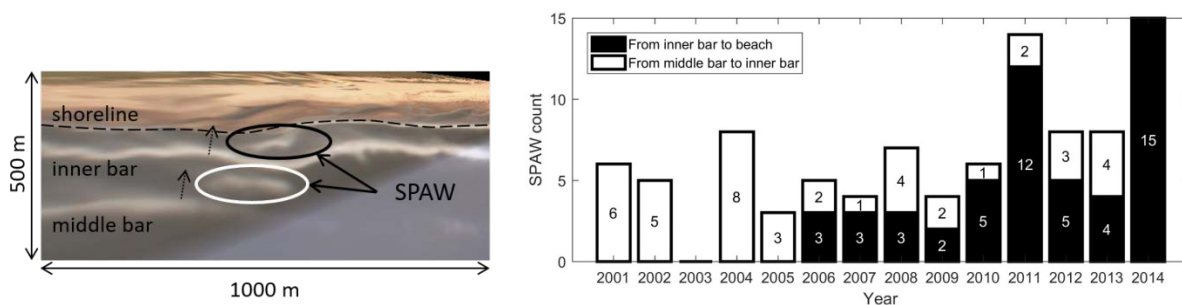 500 m
shoreline
inner bar
middle bar
SPAW
1000 m
SPAW count
15
10
5
0
From inner bar to beach
From middle bar to inner bar
6
5
8
3
2
3
1
3
4
3
2
2
1
5
2
12
3
5
4
4
15
2001 2002 2003 2004 2005 2006 2007 2008 2009 2010 2011 2012 2013 2014
Year